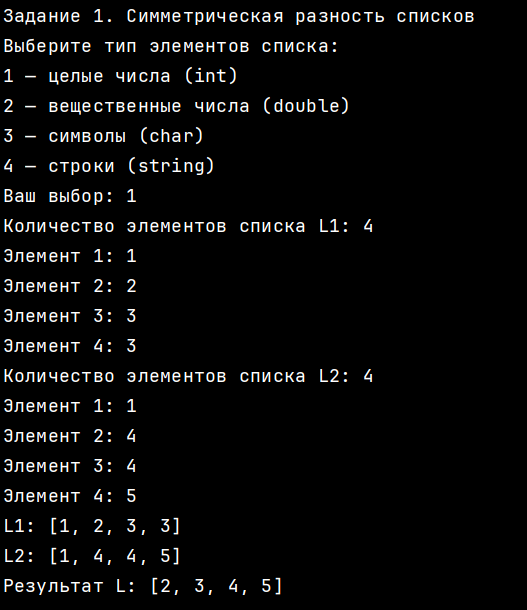 Задание 1. Симметрическая разность списков
Выберите тип элементов списка:
1 — целые числа (int)
2 — вещественные числа (double)
3 — символы (char)
4 — строки (string)
Ваш выбор: 1
Количество элементов списка L1: 4
Элемент 1: 1
Элемент 2: 2
Элемент 3: 3
Элемент 4: 3
Количество элементов списка L2: 4
Элемент 1: 1
Элемент 2: 4
Элемент 3: 4
Элемент 4: 5
L1: [1, 2, 3, 3]
L2: [1, 4, 4, 5]
Результат L: [2, 3, 4, 5]